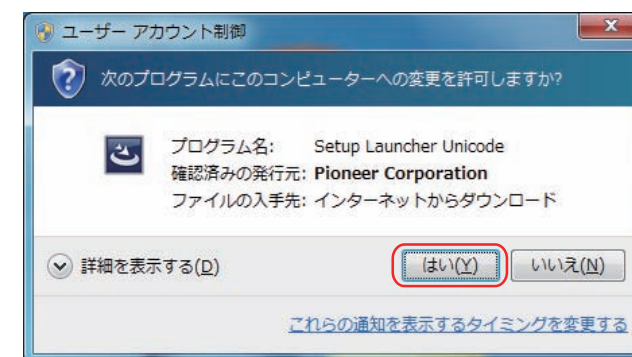 ユーザー アカウント制御
次のプログラムにこのコンピューターへの変更を許可しますか?
プログラム名: Setup Launcher Unicode
確認済みの発行元: Pioneer Corporation
ファイルの入手先: インターネットからダウンロード
詳細を表示する(D) はい(Y) いいえ(N)
これらの通知を表示するタイミングを変更する